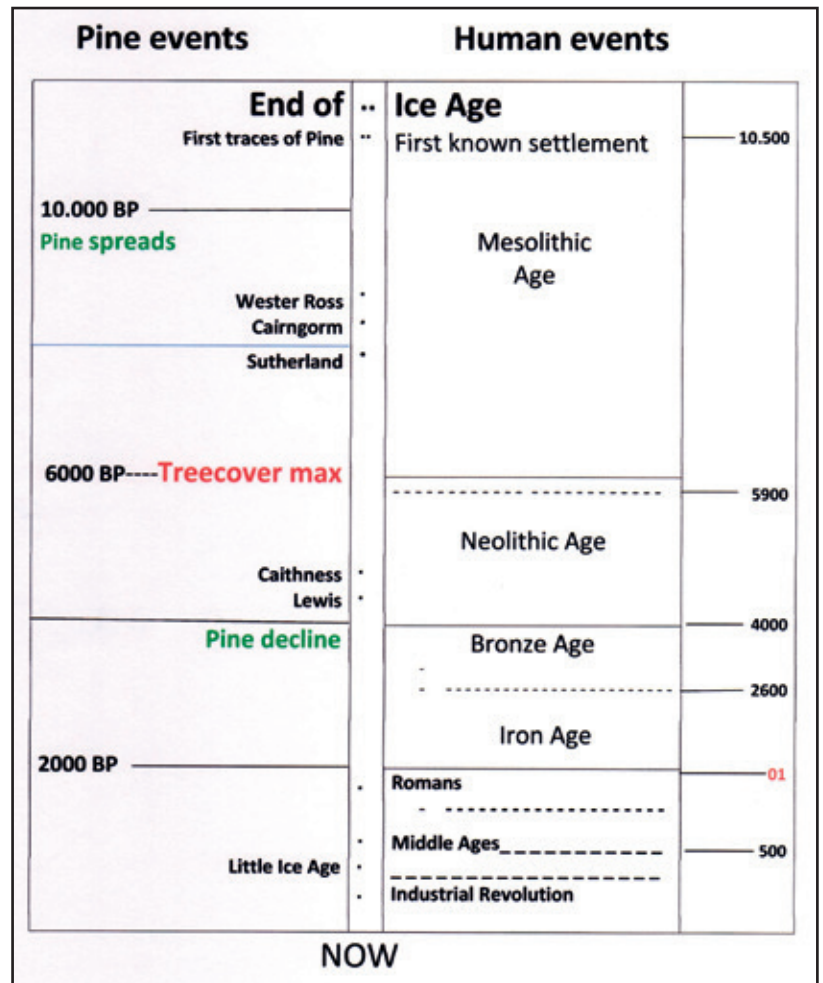 Pine events
Human events
End of .. Ice Age
First traces of Pine .. First known settlement
10.500
10.000 BP
Pine spreads
Mesolithic
Age
Wester Ross
Cairngorm
Sutherland
6000 BP----Treecover max
5900
Neolithic Age
Caithness
Lewis
4000
Pine decline
Bronze Age
2600
Iron Age
2000 BP
01
Romans
Middle Ages
500
Little Ice Age
Industrial Revolution
NOW